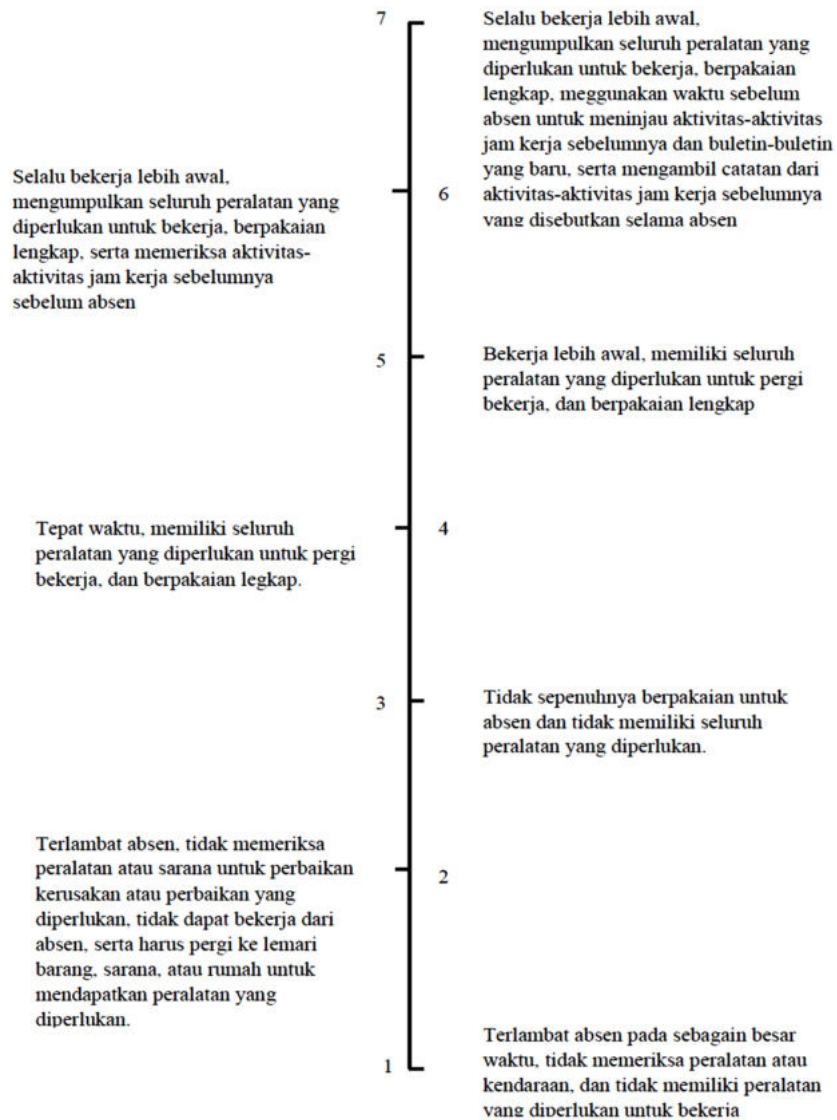 7
Selalu bekerja lebih awal,
mengumpulkan seluruh peralatan yang
diperlukan untuk bekerja, berpakaian
lengkap, meggunakan waktu sebelum
absen untuk meninjau aktivitas-aktivitas
jam kerja sebelumnya dan buletin-buletin
yang baru, serta mengambil catatan dari
aktivitas-aktivitas jam kerja sebelumnya
yang disebutkan selama absen
Selalu bekerja lebih awal,
mengumpulkan seluruh peralatan yang
diperlukan untuk bekerja, berpakaian
lengkap, serta memeriksa aktivitas-
aktivitas jam kerja sebelumnya
sebelum absen
6
5
Bekerja lebih awal, memiliki seluruh
peralatan yang diperlukan untuk pergi
bekerja, dan berpakaian lengkap
Tepat waktu, memiliki seluruh
peralatan yang diperlukan untuk pergi
bekerja, dan berpakaian legkap.
4
3
Tidak sepenuhnya berpakaian untuk
absen dan tidak memiliki seluruh
peralatan yang diperlukan.
Terlambat absen, tidak memeriksa
peralatan atau sarana untuk perbaikan
kerusakan atau perbaikan yang
diperlukan, tidak dapat bekerja dari
absen, serta harus pergi ke lemari
barang, sarana, atau rumah untuk
mendapatkan peralatan yang
diperlukan.
2
1
Terlambat absen pada sebagain besar
waktu, tidak memeriksa peralatan atau
kendaraan, dan tidak memiliki peralatan
yang diperlukan untuk bekerja